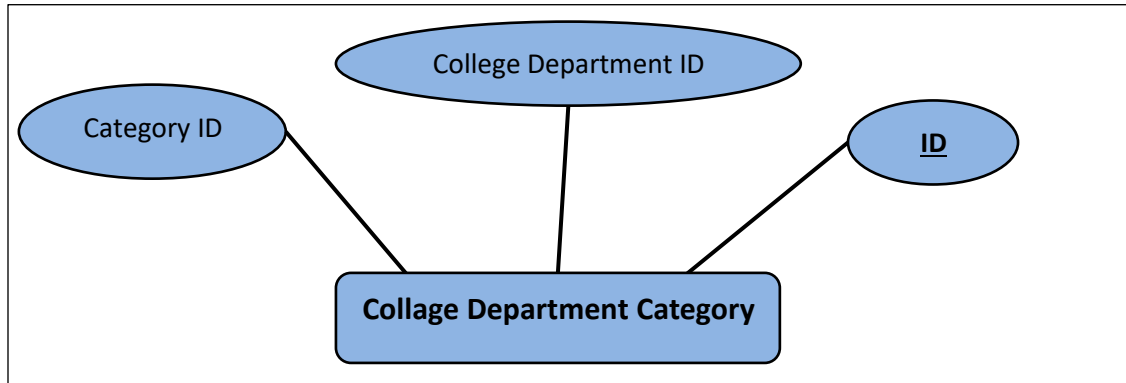 College Department ID
Category ID
ID
Collage Department Category